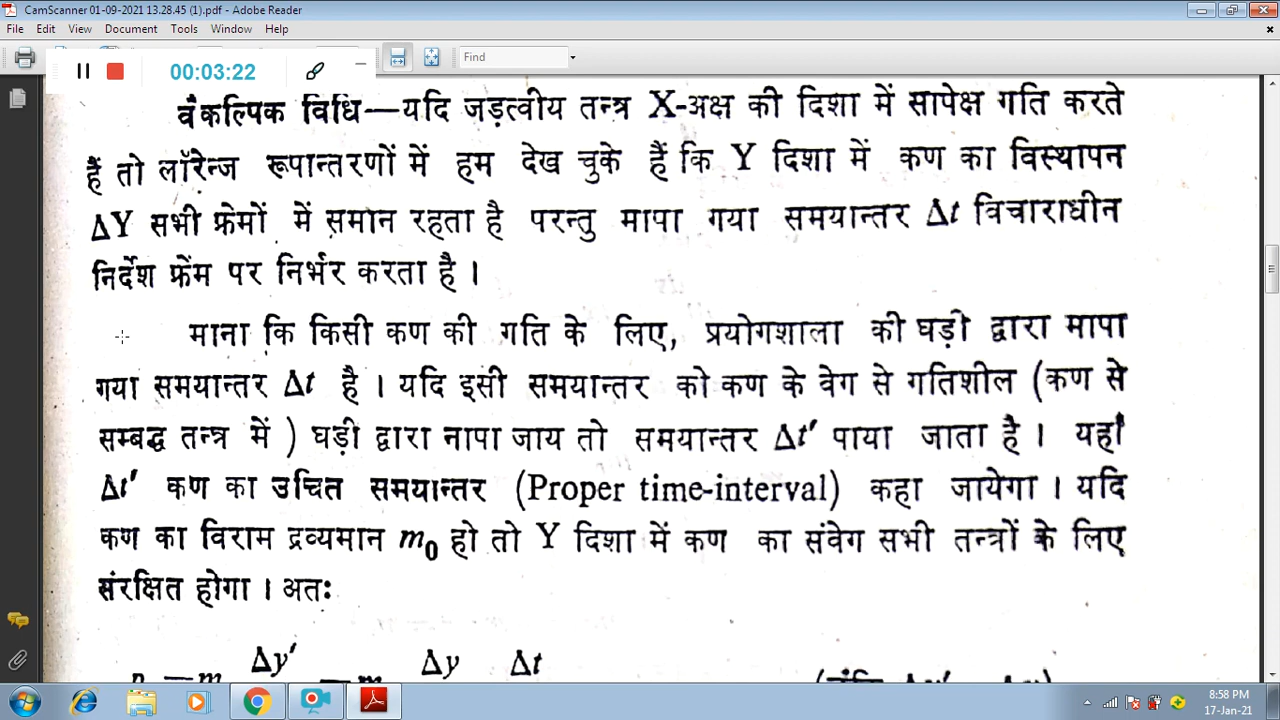 CamScanner 01-09-2021 13.28.45 (1).pdf - Adobe Reader
File Edit View Document Tools Window Help
00:03:22
Find
वैकल्पिक विधि—यदि जड़त्वीय तन्त्र X-अक्ष की दिशा में सापेक्ष गति करते
हैं तो लॉरेन्ज रूपान्तरणों में हम देख चुके हैं कि Y दिशा में कण का विस्थापन
ΔY सभी फ्रेमों में समान रहता है परन्तु मापा गया समयान्तर Δt विचाराधीन
निर्देश फ्रेम पर निर्भर करता है ।
माना कि किसी कण की गति के लिए, प्रयोगशाला की घड़ी द्वारा मापा
गया समयान्तर Δt है । यदि इसी समयान्तर को कण के वेग से गतिशील (कण से
सम्बद्ध तन्त्र में ) घड़ी द्वारा नापा जाय तो समयान्तर Δt′ पाया जाता है । यहाँ
Δt′ कण का उचित समयान्तर (Proper time-interval) कहा जायेगा । यदि
कण का विराम द्रव्यमान m₀ हो तो Y दिशा में कण का संवेग सभी तन्त्रों के लिए
संरक्षित होगा । अतः
Δy′ Δy Δt
8:58 PM
17-Jan-21